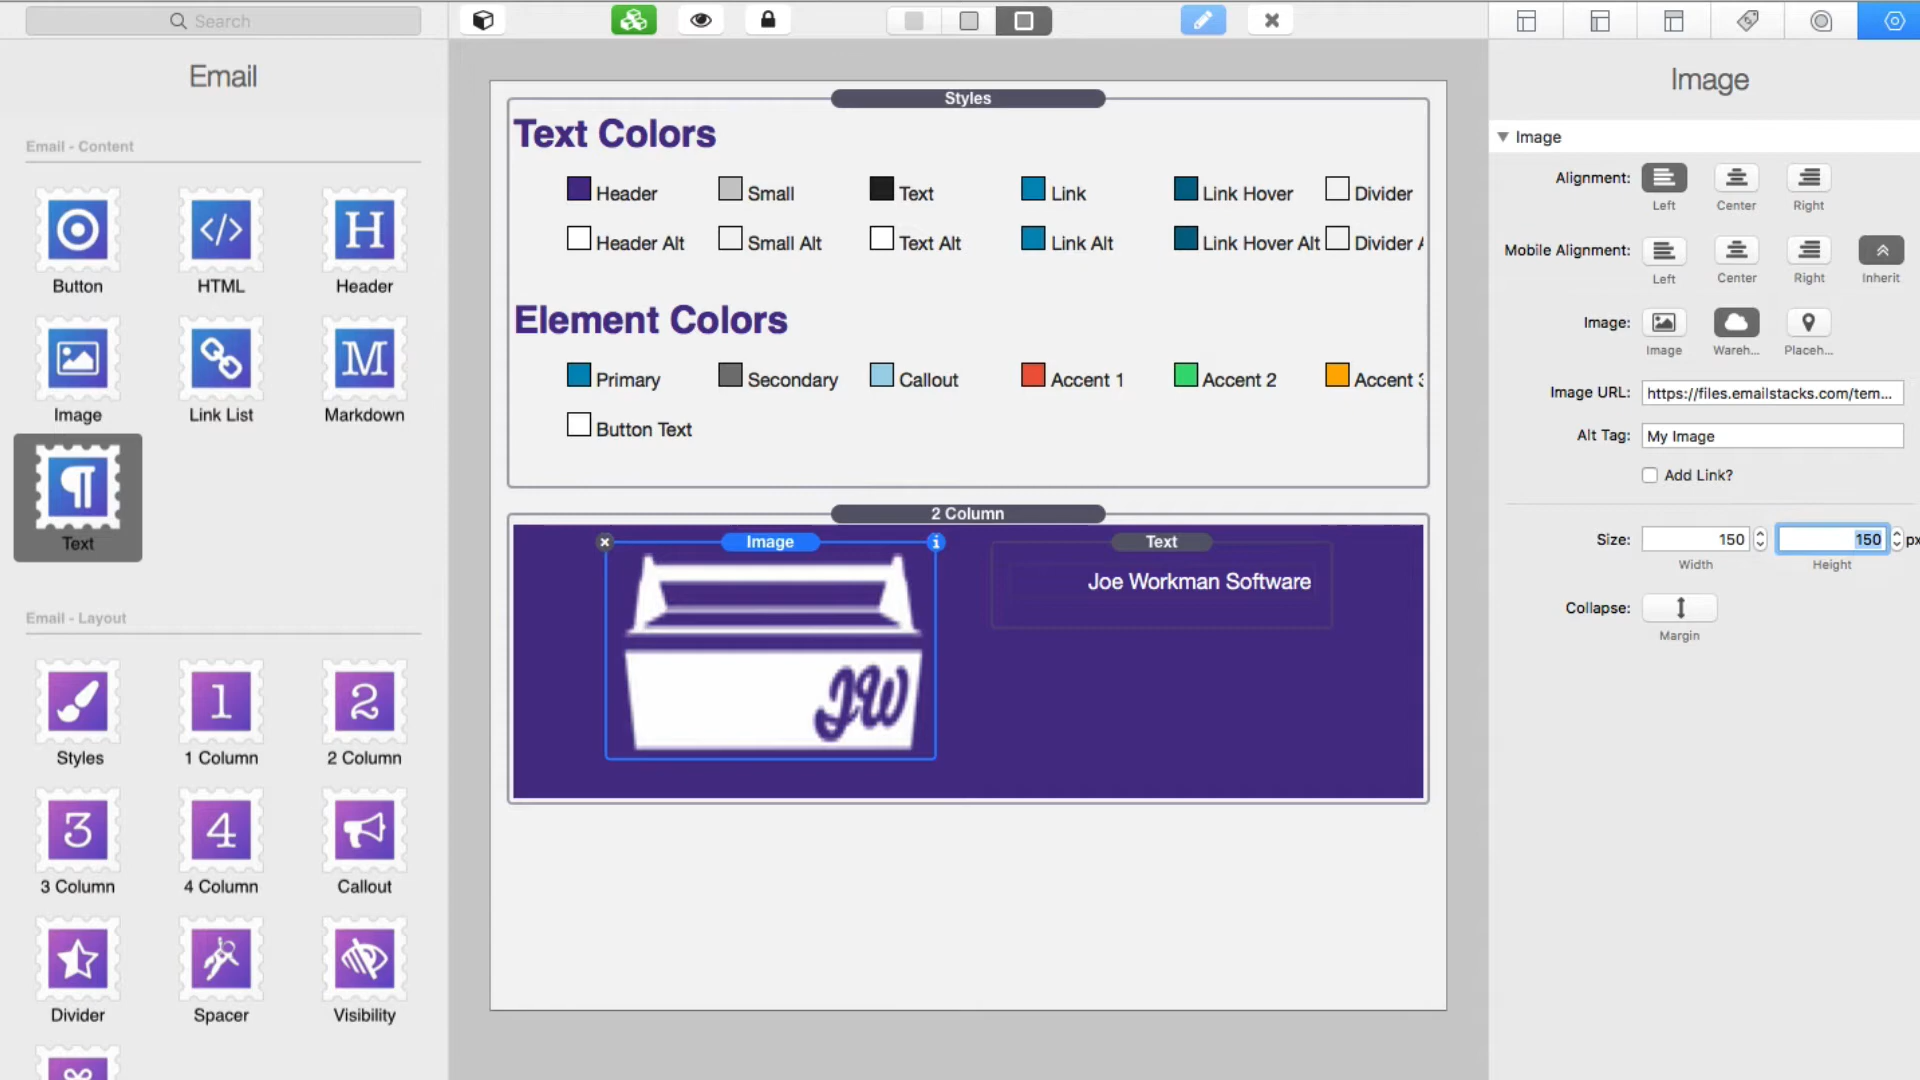 Search
Email
Email - Content
Button
HTML
Header
Image
Link List
Markdown
Text
Email - Layout
Styles
1 Column
2 Column
3 Column
4 Column
Callout
Divider
Spacer
Visibility
Styles
Text Colors
Header
Small
Text
Link
Link Hover
Divider
Header Alt
Small Alt
Text Alt
Link Alt
Link Hover Alt
Divider A
Element Colors
Primary
Secondary
Callout
Accent 1
Accent 2
Accent 3
Button Text
2 Column
Image
Text
Joe Workman Software
JW
Image
Image
Alignment:
Left
Center
Right
Mobile Alignment:
Left
Center
Right
Inherit
Image:
Image
Wareh...
Placeh...
Image URL:
https://files.emailstacks.com/tem...
Alt Tag:
My Image
Add Link?
Size:
150
150
px
Width
Height
Collapse:
Margin